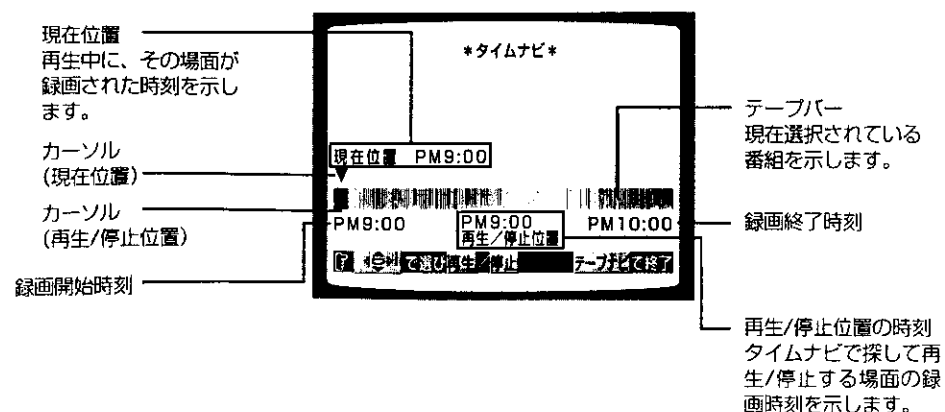 現在位置
再生中に、その場面が
録画された時刻を示し
ます。
カーソル
(現在位置)
カーソル
(再生/停止位置)
録画開始時刻
*タイムナビ*
現在位置 PM9:00
PM9:00
PM9:00
再生/停止位置
PM10:00
で選び再生/停止
テープナビで終了
テープバー
現在選択されている
番組を示します。
録画終了時刻
再生/停止位置の時刻
タイムナビで探して再
生/停止する場面の録
画時刻を示します。